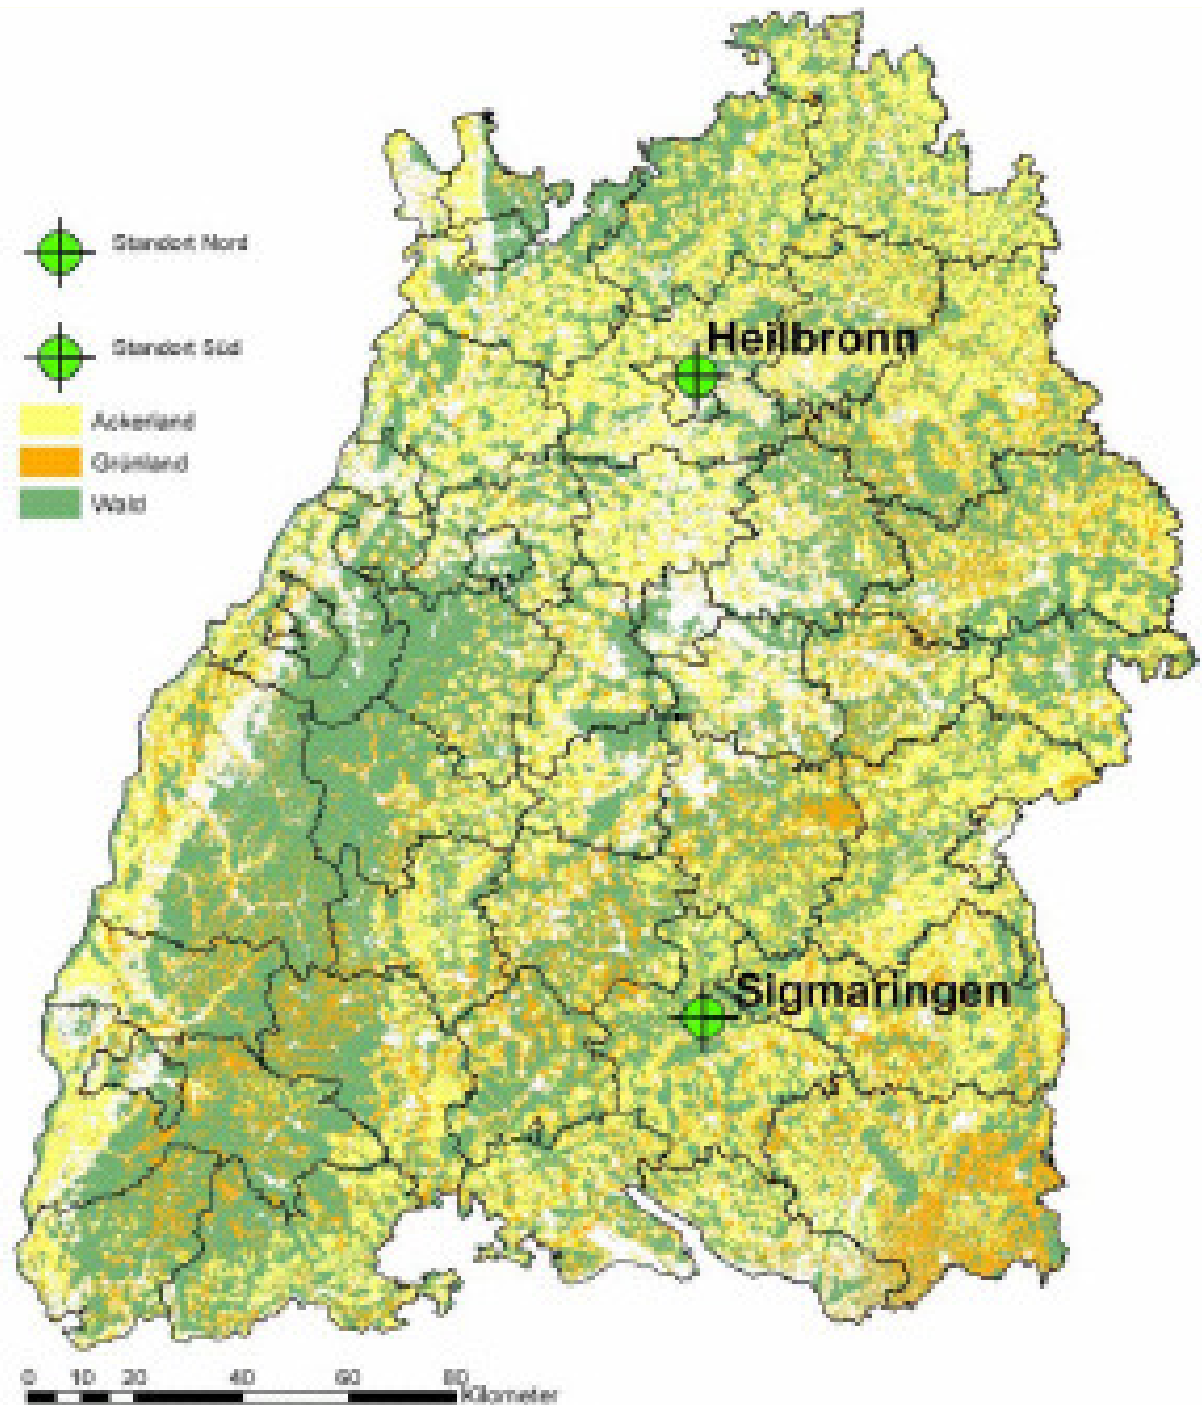 Standort Nord
Heilbronn
Standort Süd
Ackerland
Grünland
Wald
Sigmaringen
0 10 20 40 60 80
Kilometer